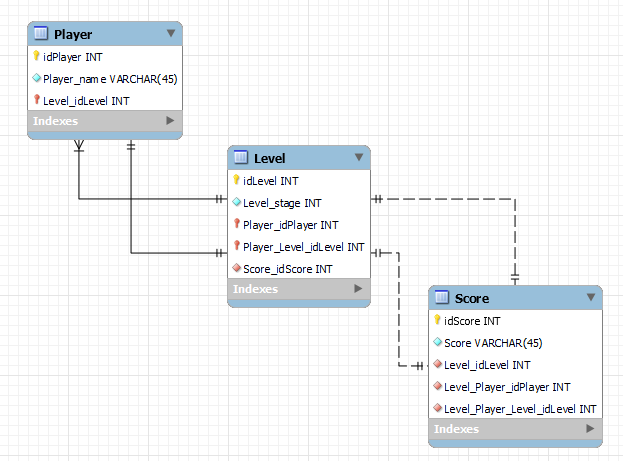 Player
idPlayer INT
Player_name VARCHAR(45)
Level_idLevel INT
Indexes
Level
idLevel INT
Level_stage INT
Player_idPlayer INT
Player_Level_idLevel INT
Score_idScore INT
Indexes
Score
idScore INT
Score VARCHAR(45)
Level_idLevel INT
Level_Player_idPlayer INT
Level_Player_Level_idLevel INT
Indexes